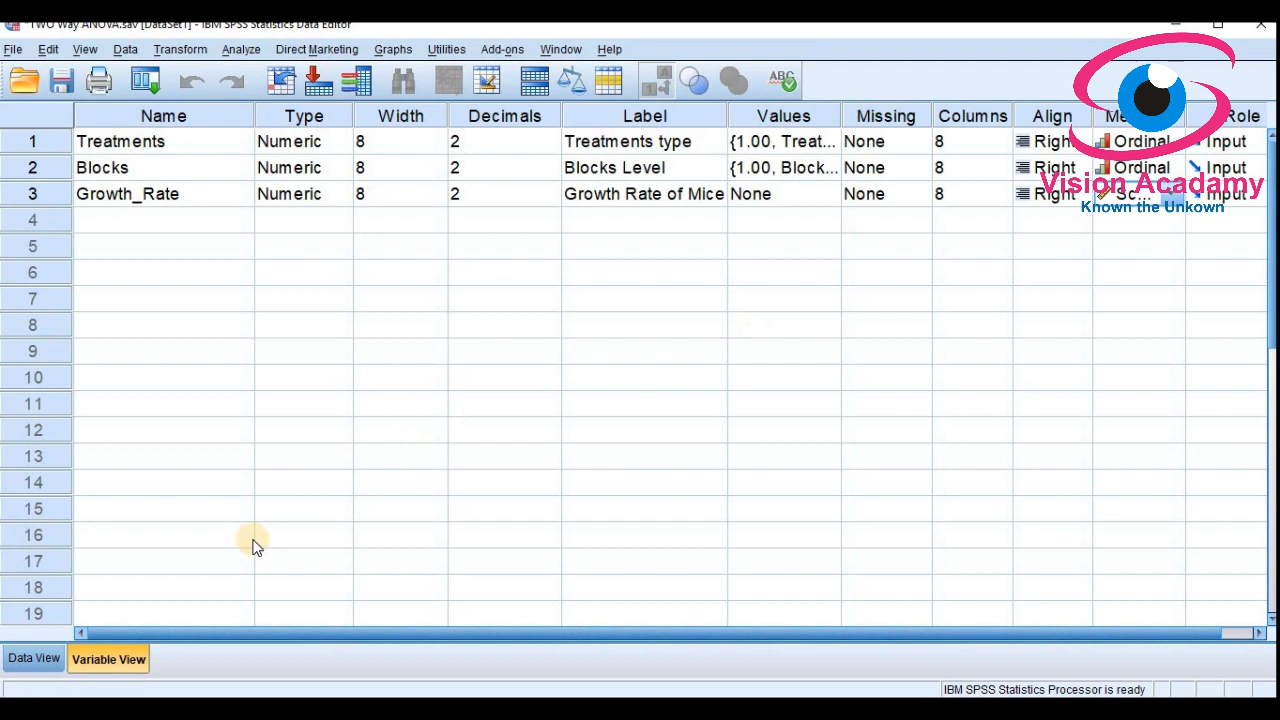 TWO Way ANOVA.sav [DataSet1] - IBM SPSS Statistics Data Editor
File Edit View Data Transform Analyze Direct Marketing Graphs Utilities Add-ons Window Help
Name Type Width Decimals Label Values Missing Columns Align Role
1 Treatments Numeric 8 2 Treatments type {1.00, Treat... None 8 Right Ordinal Input
2 Blocks Numeric 8 2 Blocks Level {1.00, Block... None 8 Right Ordinal Input
3 Growth_Rate Numeric 8 2 Growth Rate of Mice None None 8 Right Sc... Input
4
5
6
7
8
9
10
11
12
13
14
15
16
17
18
19
Vision Acadamy
Known the Unkown
A
A
1
ABC
Data View Variable View
IBM SPSS Statistics Processor is ready